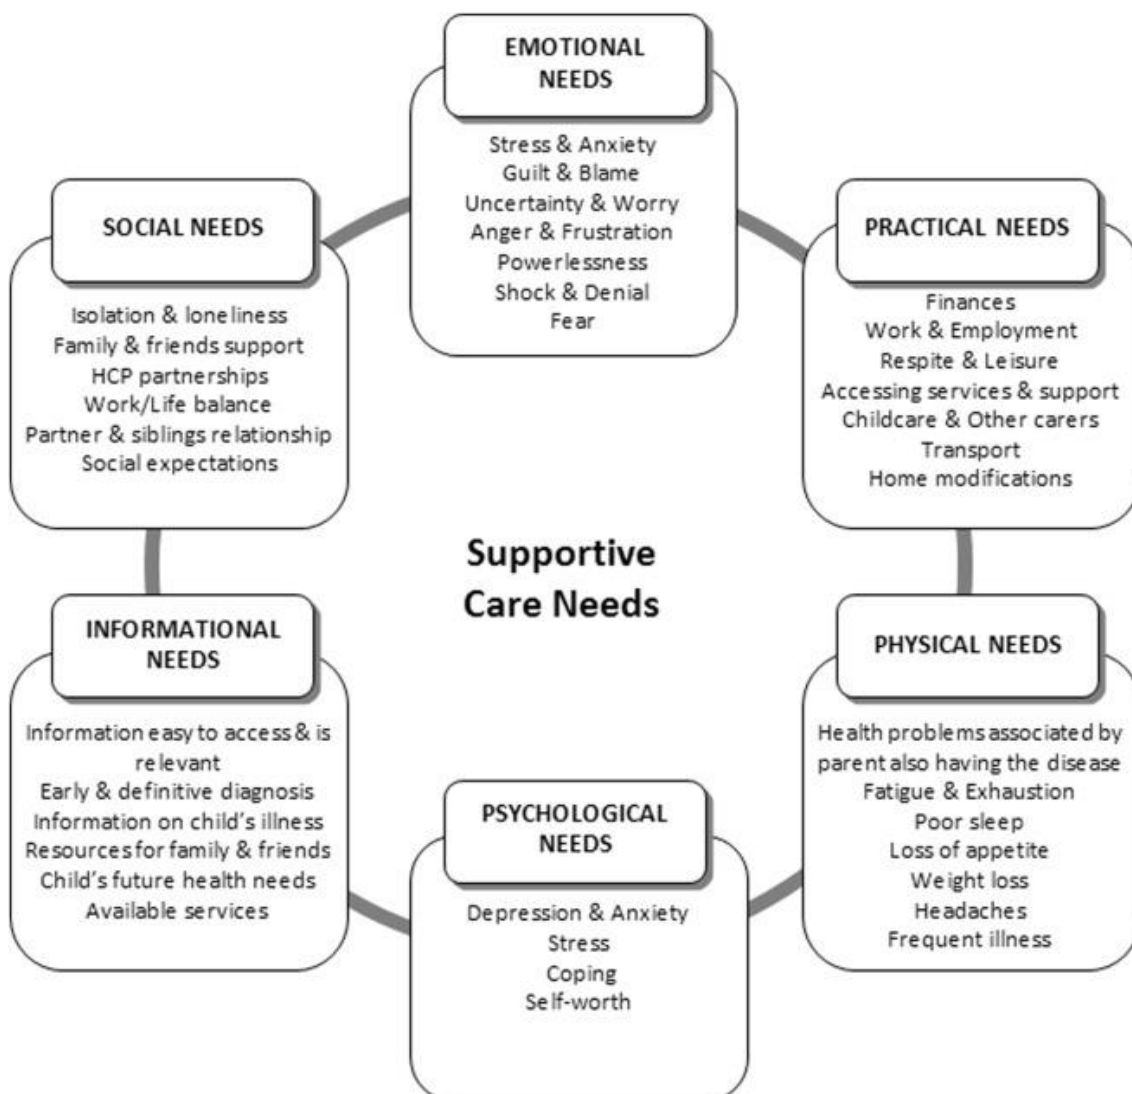 EMOTIONAL
NEEDS
Stress & Anxiety
Guilt & Blame
Uncertainty & Worry
Anger & Frustration
Powerlessness
Shock & Denial
Fear
SOCIAL NEEDS
Isolation & loneliness
Family & friends support
HCP partnerships
Work/Life balance
Partner & siblings relationship
Social expectations
PRACTICAL NEEDS
Finances
Work & Employment
Respite & Leisure
Accessing services & support
Childcare & Other carers
Transport
Home modifications
Supportive
Care Needs
INFORMATIONAL
NEEDS
Information easy to access & is
relevant
Early & definitive diagnosis
Information on child's illness
Resources for family & friends
Child's future health needs
Available services
PHYSICAL NEEDS
Health problems associated by
parent also having the disease
Fatigue & Exhaustion
Poor sleep
Loss of appetite
Weight loss
Headaches
Frequent illness
PSYCHOLOGICAL
NEEDS
Depression & Anxiety
Stress
Coping
Self-worth